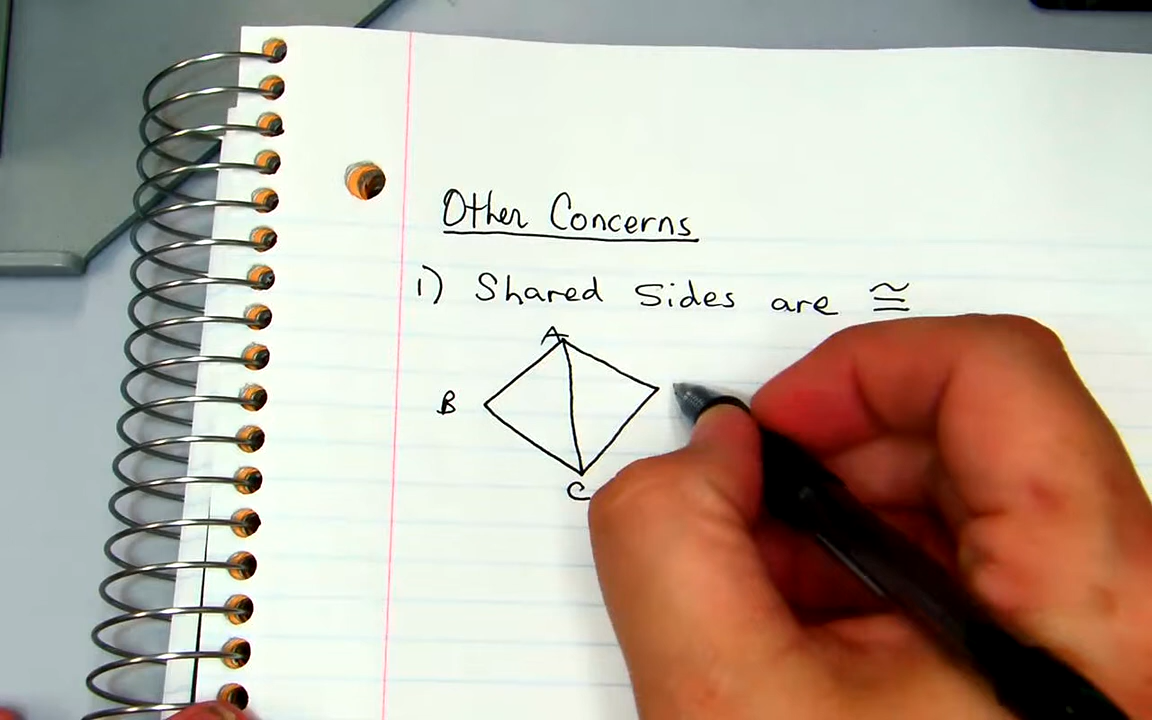 Other Concerns
1) Shared Sides are ≅
A
B
C